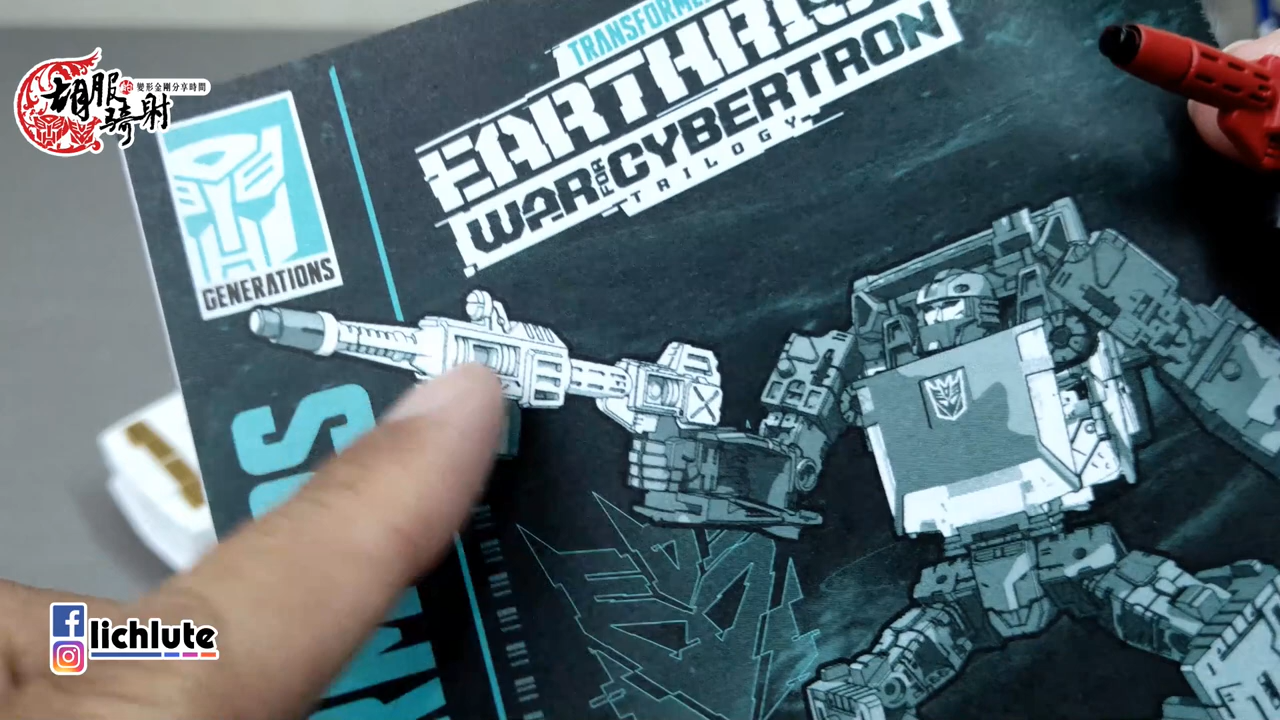 胡服騎射
的
變形金剛分享時間
TRANSFORMERS
EARTHRISE
WAR FOR CYBERTRON
TRILOGY
GENERATIONS
lichlute